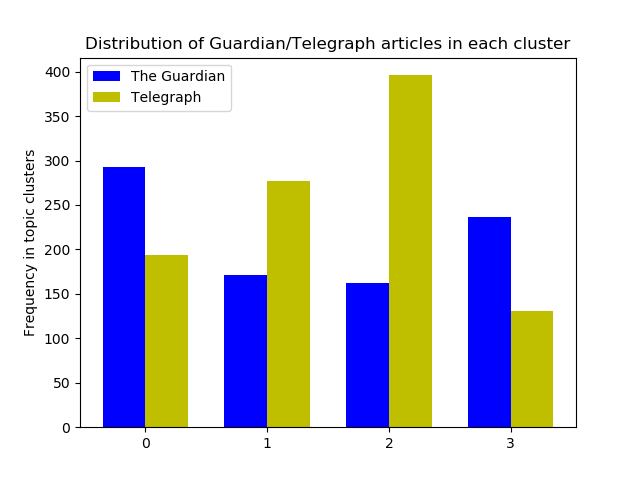 Distribution of Guardian/Telegraph articles in each cluster
The Guardian
Telegraph
Frequency in topic clusters
400
350
300
250
200
150
100
50
0
0 1 2 3